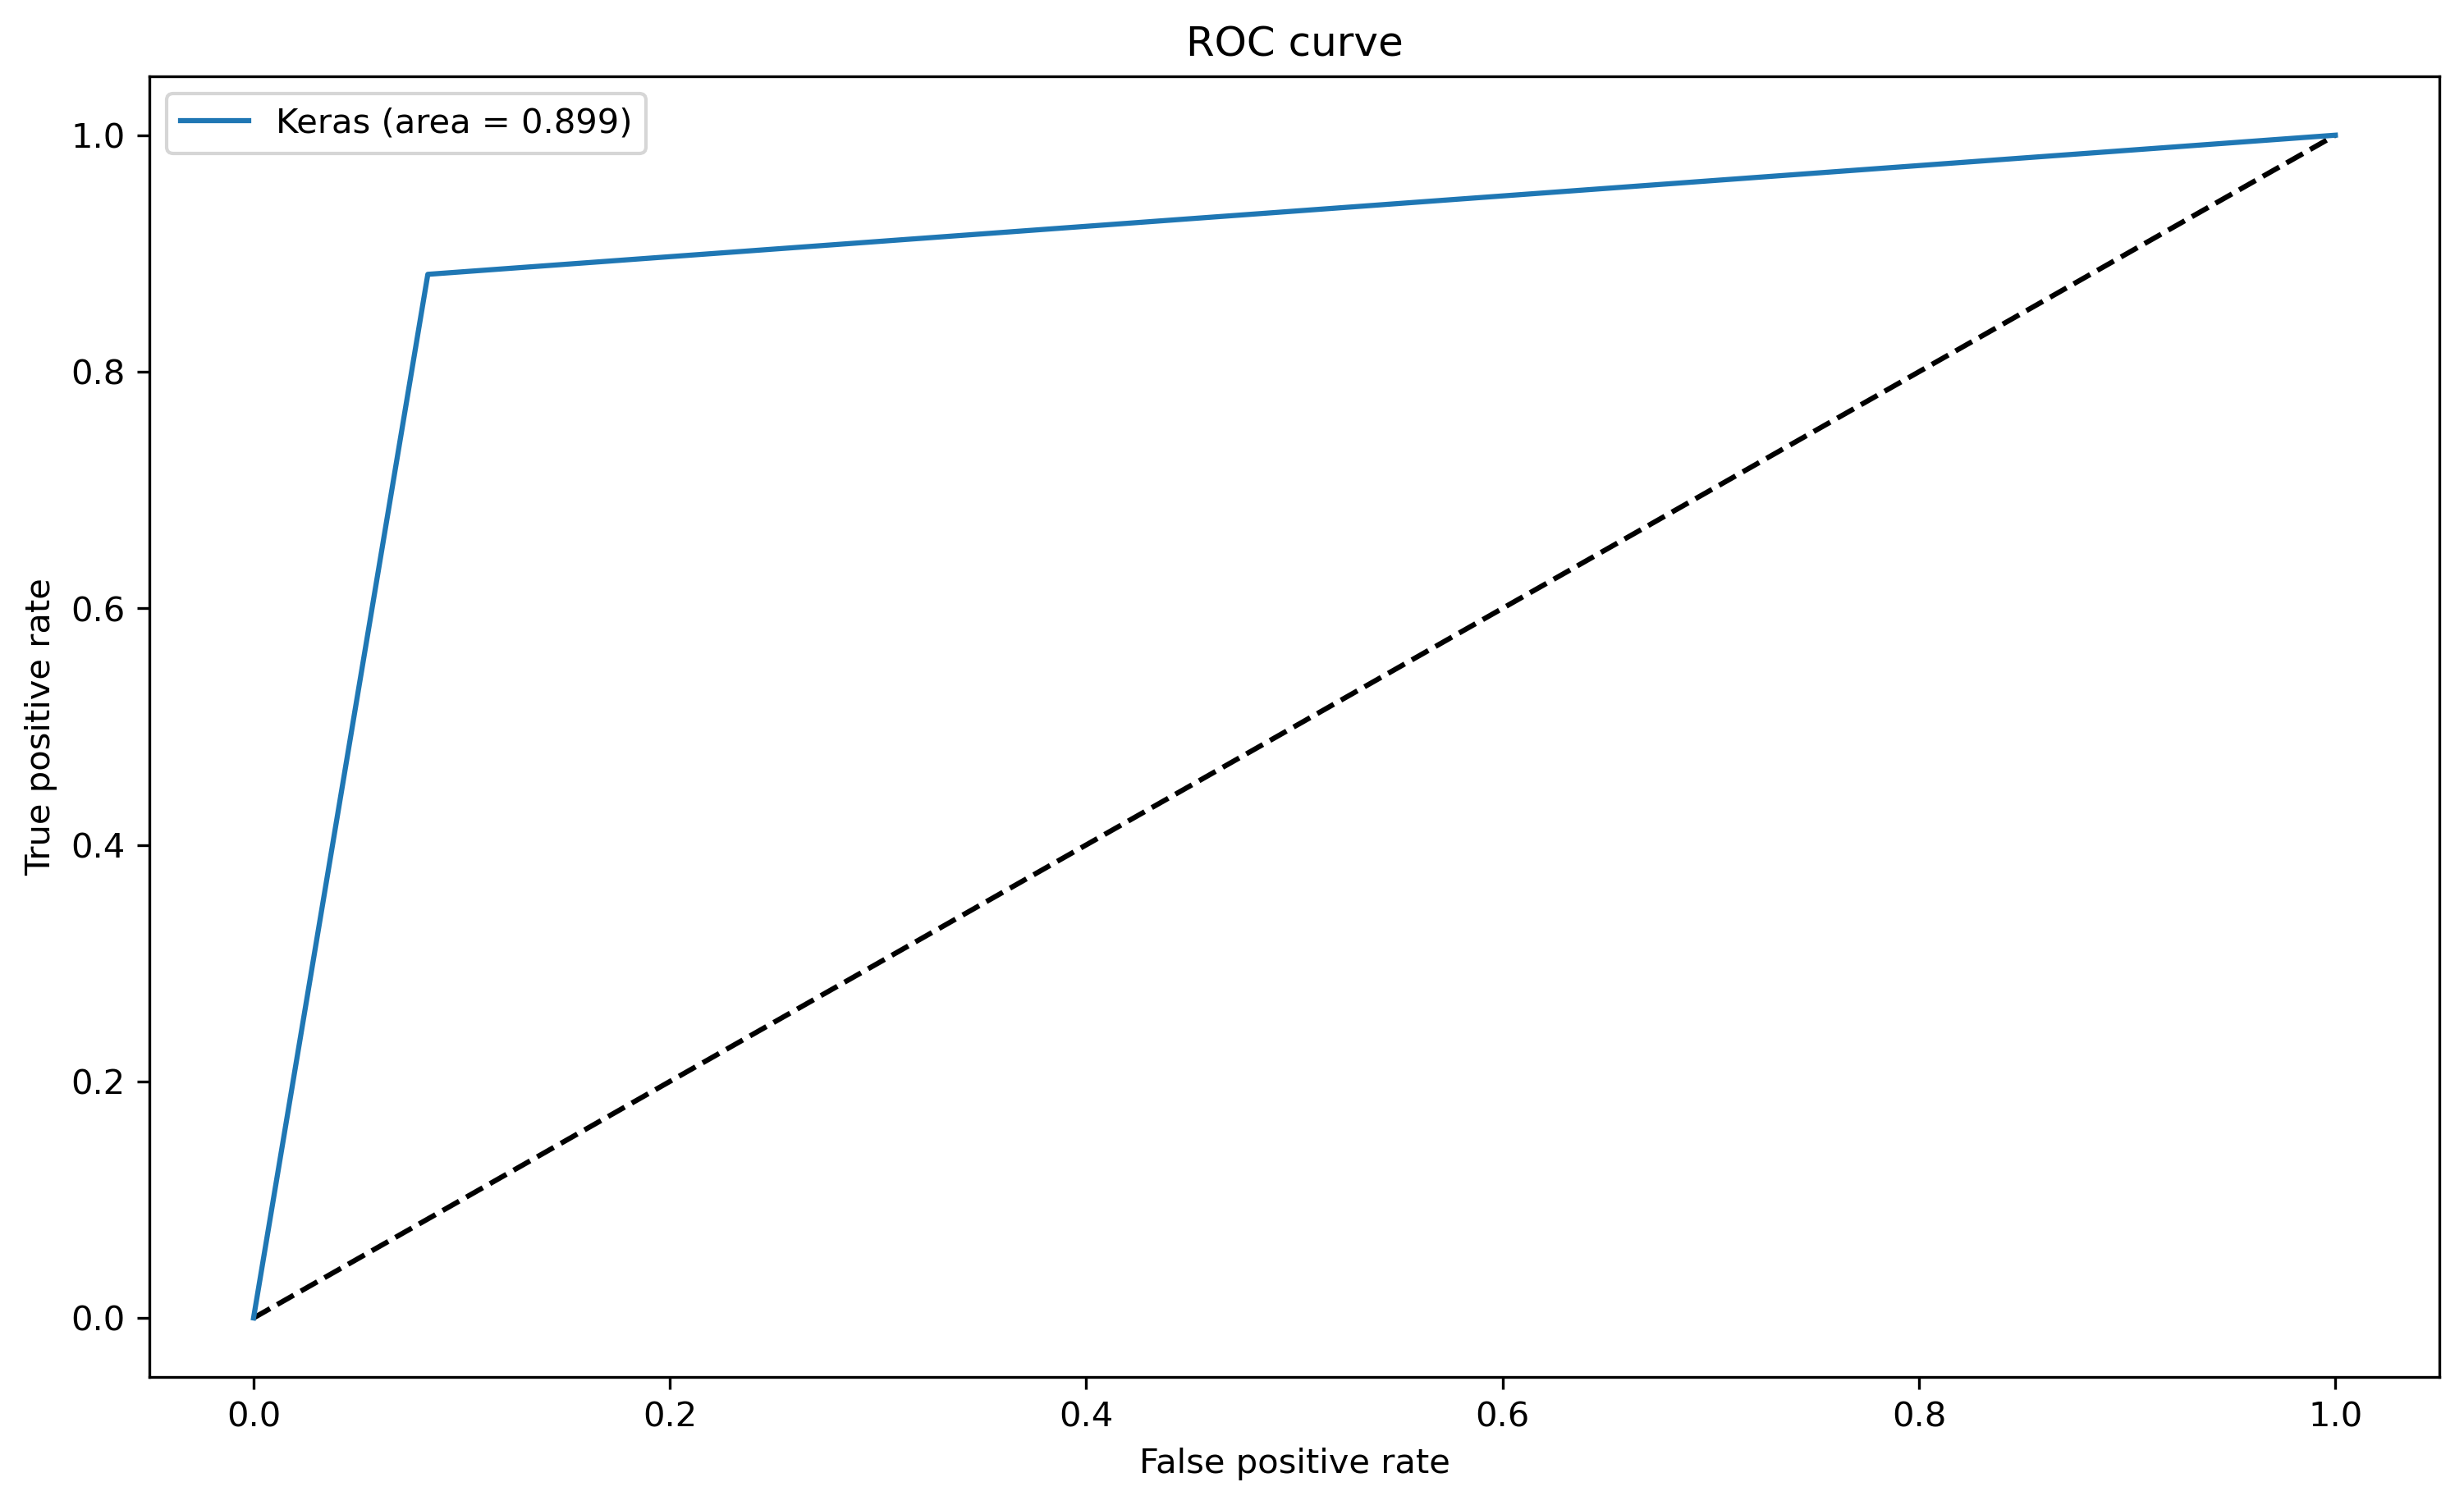 ROC curve
Keras (area = 0.899)
1.0
0.8
0.6
0.4
0.2
0.0
True positive rate
0.0 0.2 0.4 0.6 0.8 1.0
False positive rate